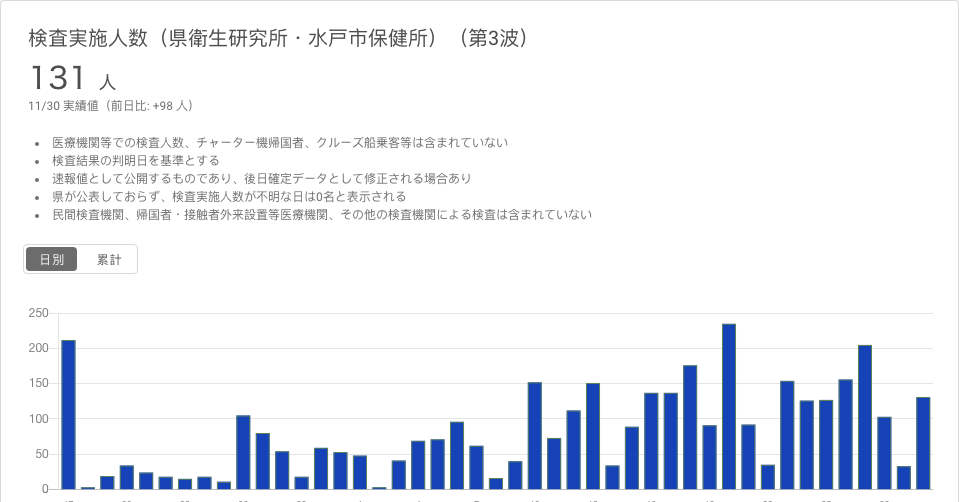 検査実施人数（県衛生研究所・水戸市保健所）（第3波）
131 人
11/30 実績値（前日比: +98 人）
• 医療機関等での検査人数、チャーター機帰国者、クルーズ船乗客等は含まれていない
• 検査結果の判明日を基準とする
• 速報値として公開するものであり、後日確定データとして修正される場合あり
• 県が公表しておらず、検査実施人数が不明な日は0名と表示される
• 民間検査機関、帰国者・接触者外来設置等医療機関、その他の検査機関による検査は含まれていない
日別 累計
250
200
150
100
50
0